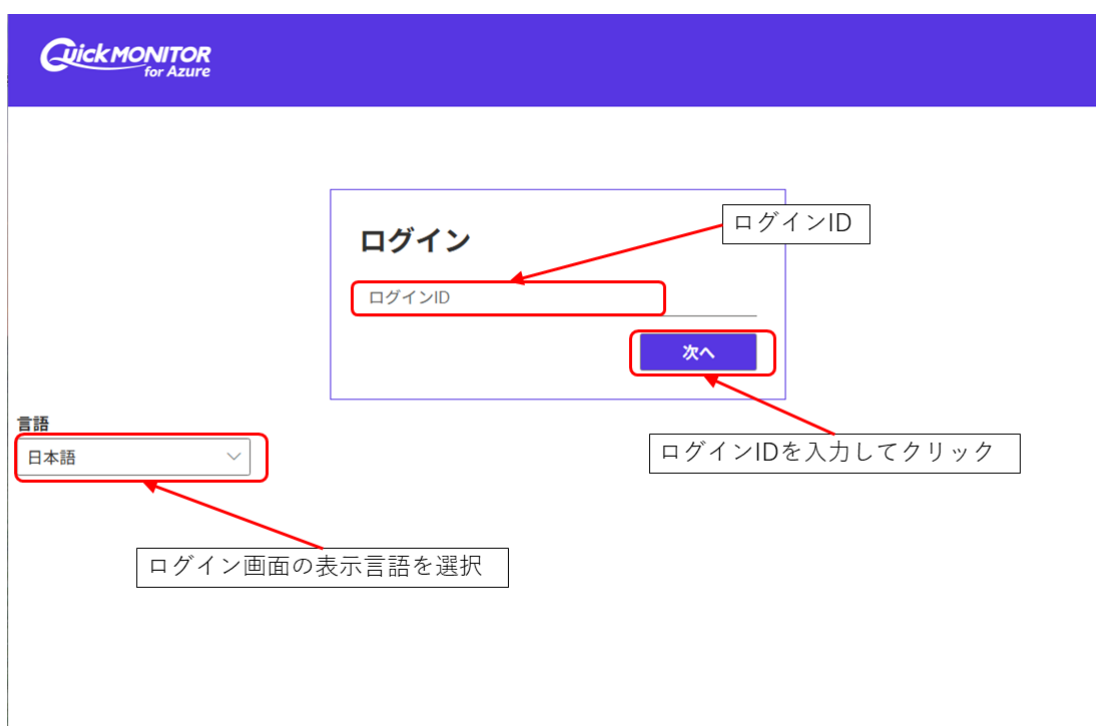 QuickMONITOR
for Azure
ログインID
ログイン
ログインID
次へ
言語
日本語
ログインIDを入力してクリック
ログイン画面の表示言語を選択